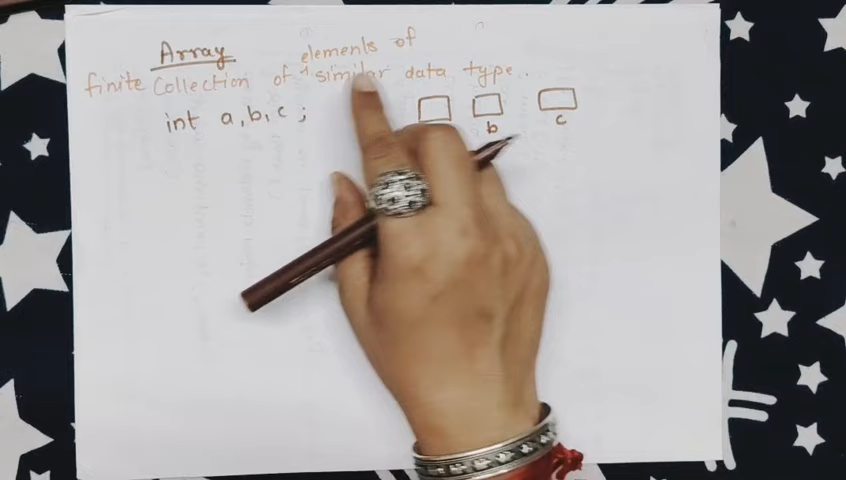 Array
finite Collection of elements of similar data type.
int a, b, c ;
b c